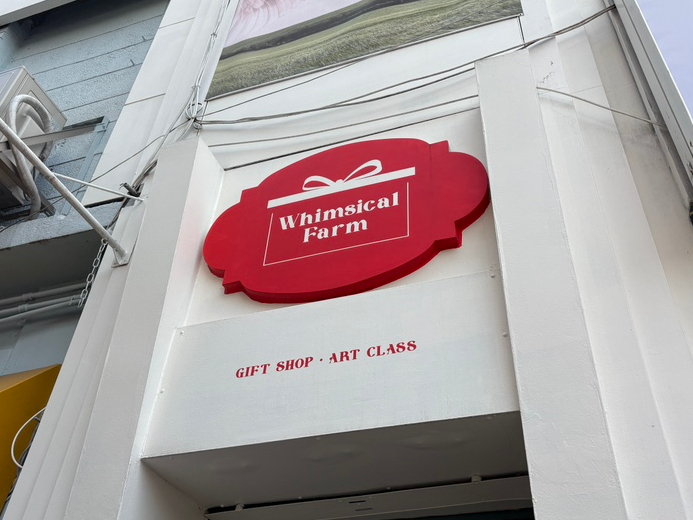 Whimsical
Farm
GIFT SHOP · ART CLASS